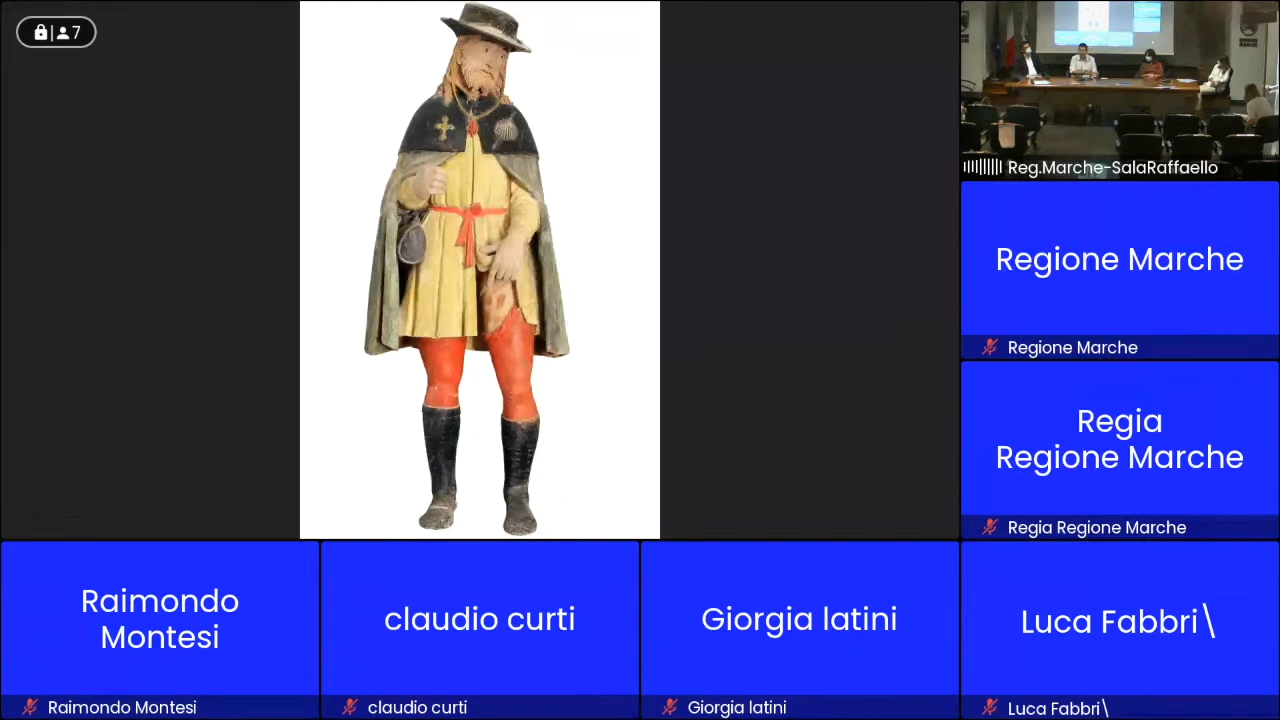 7
Reg.Marche-SalaRaffaello
Regione Marche
Regione Marche
Regia
Regione Marche
Regia Regione Marche
Raimondo
Montesi
Raimondo Montesi
claudio curti
claudio curti
Giorgia latini
Giorgia latini
Luca Fabbri\
Luca Fabbri\